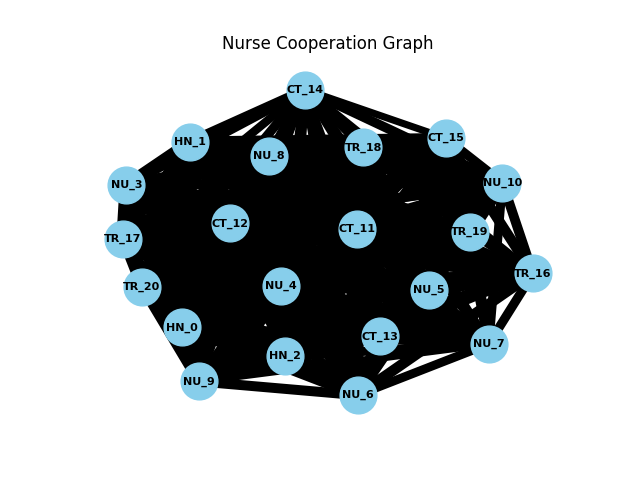 Nurse Cooperation Graph
CT_14
HN_1
CT_15
TR_18
NU_8
NU_3
NU_10
CT_12
CT_11
TR_19
TR_17
TR_16
TR_20
NU_4
NU_5
HN_0
CT_13
NU_7
HN_2
NU_9
NU_6